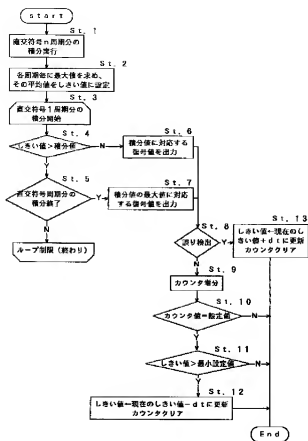 start
St. 1
直交符号n周期分の
積分実行
St. 2
各周期毎に最大値を求め、
その平均値をしきい値に設定
St. 3
直交符号1周期分の
積分開始
St. 4
しきい値>積分値
N
Y
St. 6
積分値に対応する
復号値を出力
St. 5
直交符号周期分の
積分終了
Y
N
St. 7
積分値の最大値に対
応する復号値を出力
ループ制限(終わり)
St. 8
誤り検出
Y
N
St. 13
しきい値←現在のし
きい値+dtに更新
カウンタクリア
St. 9
カウンタ増分
St. 10
カウンタ値=設定値
N
Y
St. 11
しきい値>最小設定値
N
Y
St. 12
しきい値←現在のしきい値-dtに更新
カウンタクリア
End